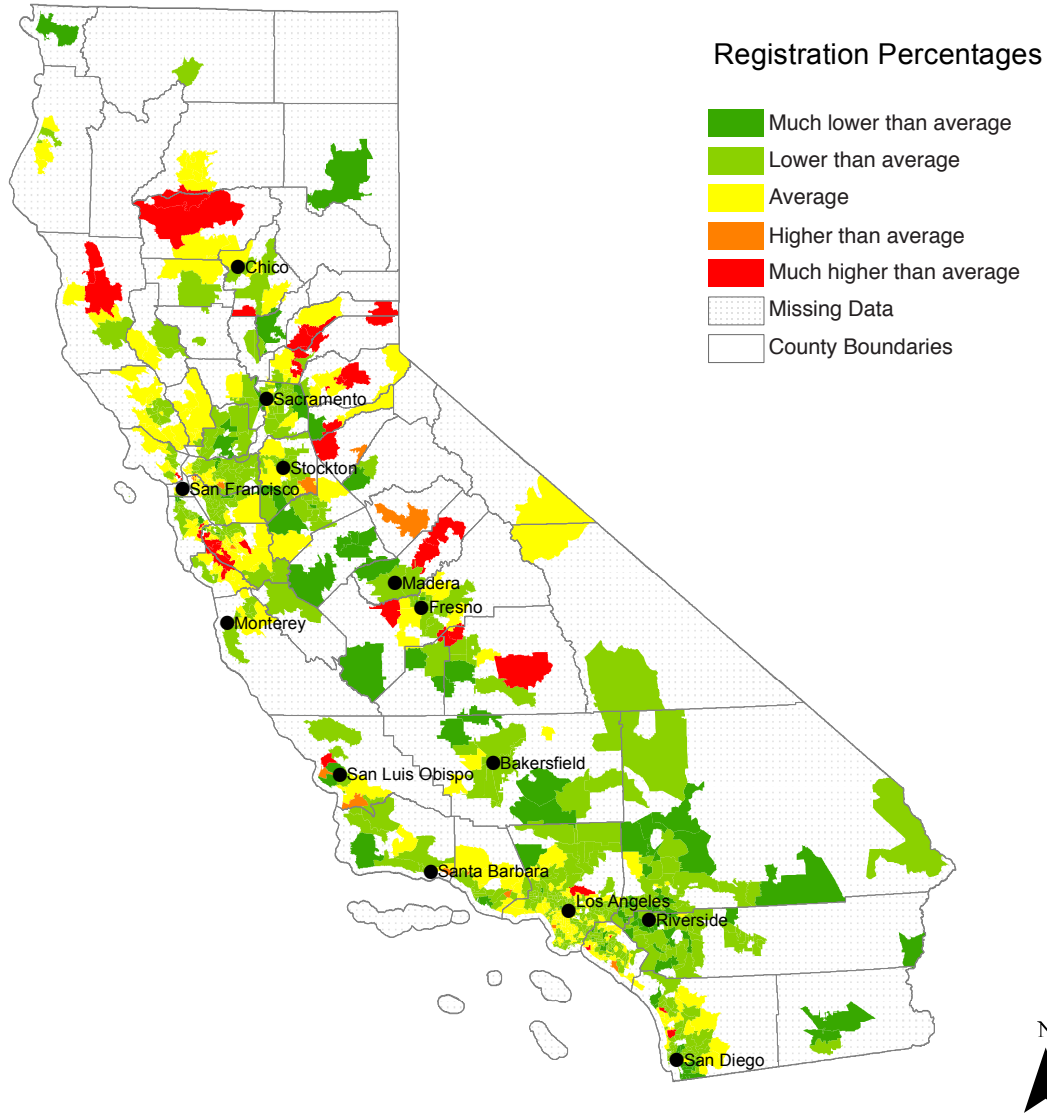 Registration Percentages
Much lower than average
Lower than average
Average
Higher than average
Much higher than average
Missing Data
County Boundaries
Chico
Sacramento
Stockton
San Francisco
Madera
Fresno
Monterey
Bakersfield
San Luis Obispo
Santa Barbara
Los Angeles
Riverside
San Diego
N